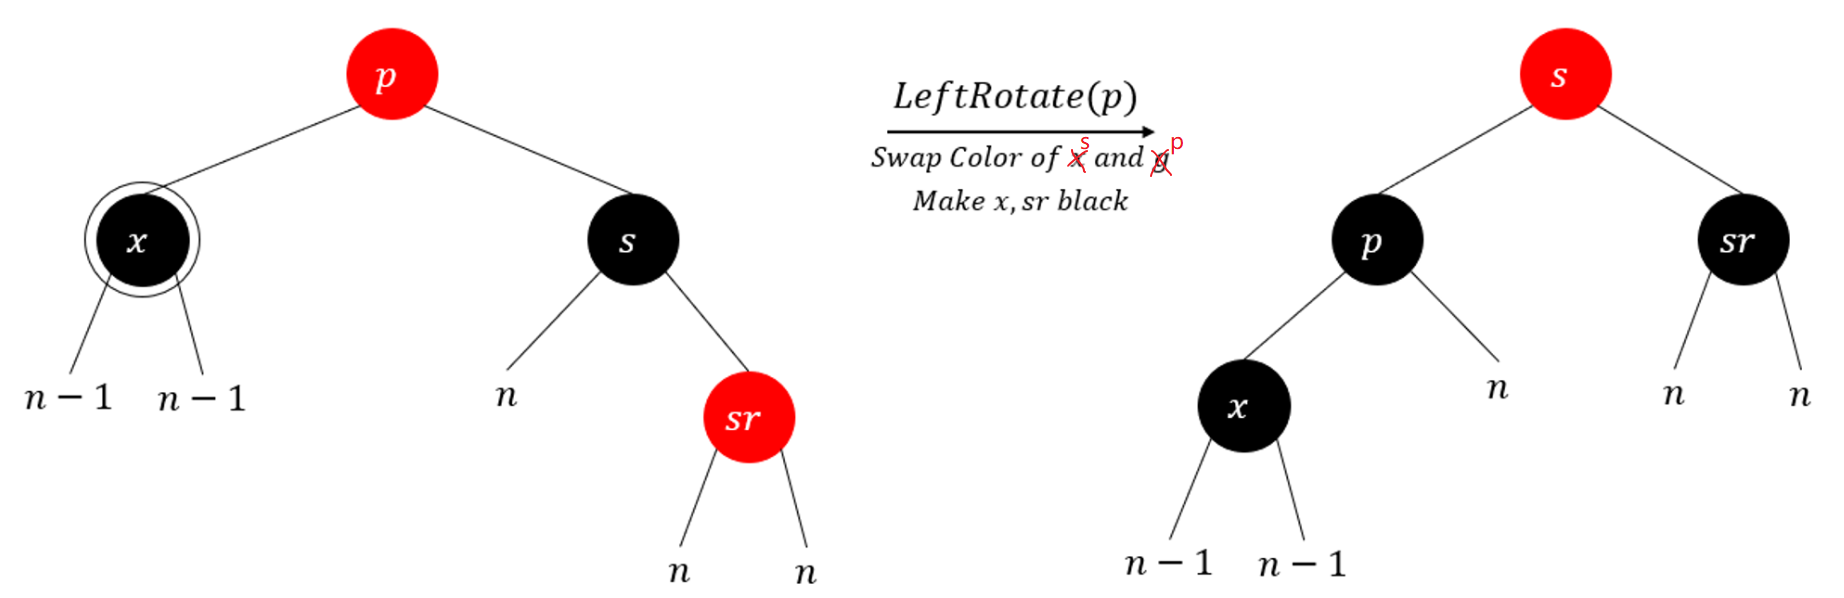 p
LeftRotate(p)
s
s p
Swap Color of x and g
Make x, sr black
x
s
p
sr
n − 1 n − 1
n
sr
x
n
n n
n n
n − 1 n − 1